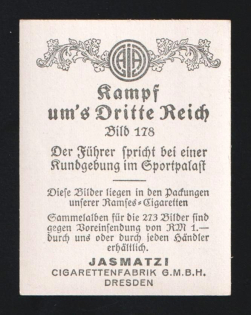 AJA
Kampf
um's Dritte Reich
Bild 178
Der Führer spricht bei einer
Kundgebung im Sportpalast
Diese Bilder liegen in den Packungen
unserer Ramses-Cigaretten
Sammelalben für die 273 Bilder sind
gegen Voreinsendung von RM 1.—
durch uns oder durch jeden Händler
erhältlich.
JASMATZI
CIGARETTENFABRIK G.M.B.H.
DRESDEN